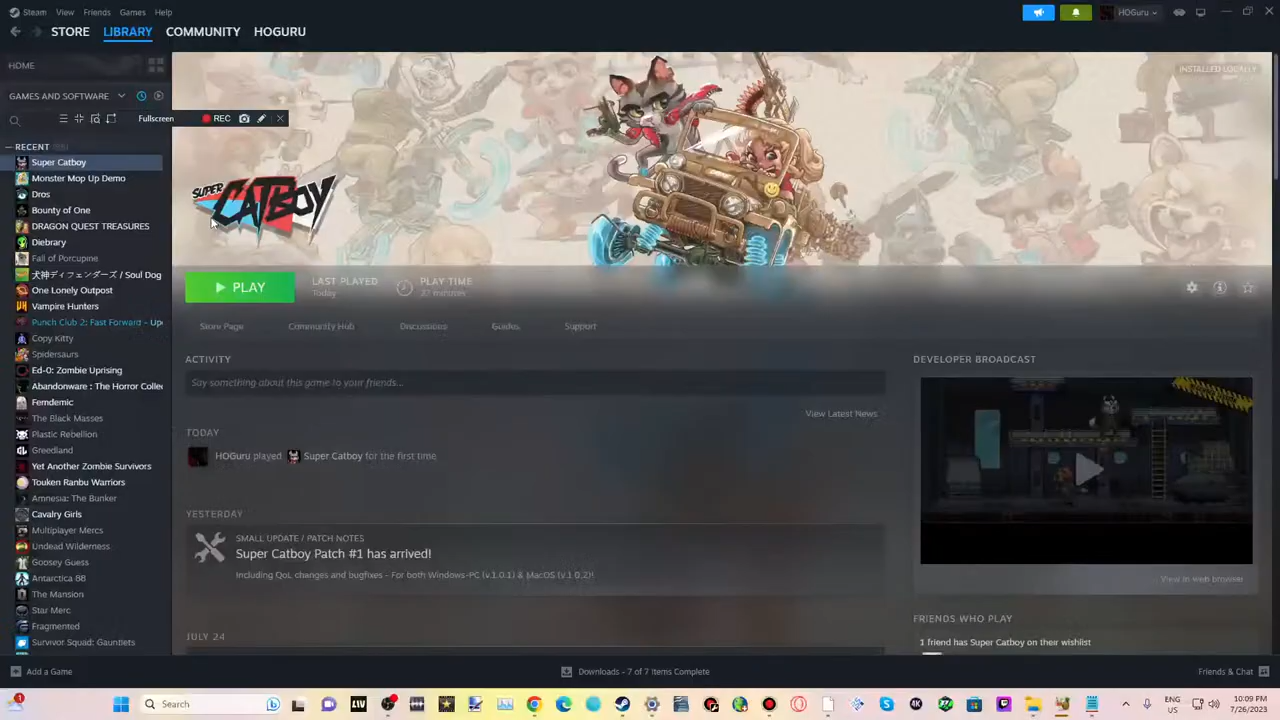 Steam View Friends Games Help HOGuru
STORE LIBRARY COMMUNITY HOGURU
HOME
GAMES AND SOFTWARE
Fullscreen REC
RECENT
Super Catboy
Monster Mop Up Demo
Dros
Bounty of One
DRAGON QUEST TREASURES
Diebrary
Fall of Porcupine
犬神ディフェンダーズ / Soul Dog
One Lonely Outpost
Vampire Hunters
Punch Club 2: Fast Forward - Upd
Copy Kitty
Spidersaurs
Ed-0: Zombie Uprising
Abandonware : The Horror Collec
Femdemic
The Black Masses
Plastic Rebellion
Greedland
Yet Another Zombie Survivors
Touken Ranbu Warriors
Amnesia: The Bunker
Cavalry Girls
Multiplayer Mercs
Undead Wilderness
Goosey Guess
Antarctica 88
The Mansion
Star Merc
Fragmented
Survivor Squad: Gauntlets
INSTALLED LOCALLY
SUPER CATBOY
PLAY
LAST PLAYED
Today
PLAY TIME
32 minutes
Store Page Community Hub Discussions Guides Support
ACTIVITY
Say something about this game to your friends...
View Latest News
TODAY
HOGuru played Super Catboy for the first time
YESTERDAY
SMALL UPDATE / PATCH NOTES
Super Catboy Patch #1 has arrived!
Including QoL changes and bugfixes - For both Windows-PC (v.1.0.1) & MacOS (v.1.0.2)!
JULY 24
DEVELOPER BROADCAST
View in web browser
FRIENDS WHO PLAY
1 friend has Super Catboy on their wishlist
Add a Game
Downloads - 7 of 7 Items Complete
Friends & Chat
1 Search LIV ENG US 10:09 PM 7/26/2023